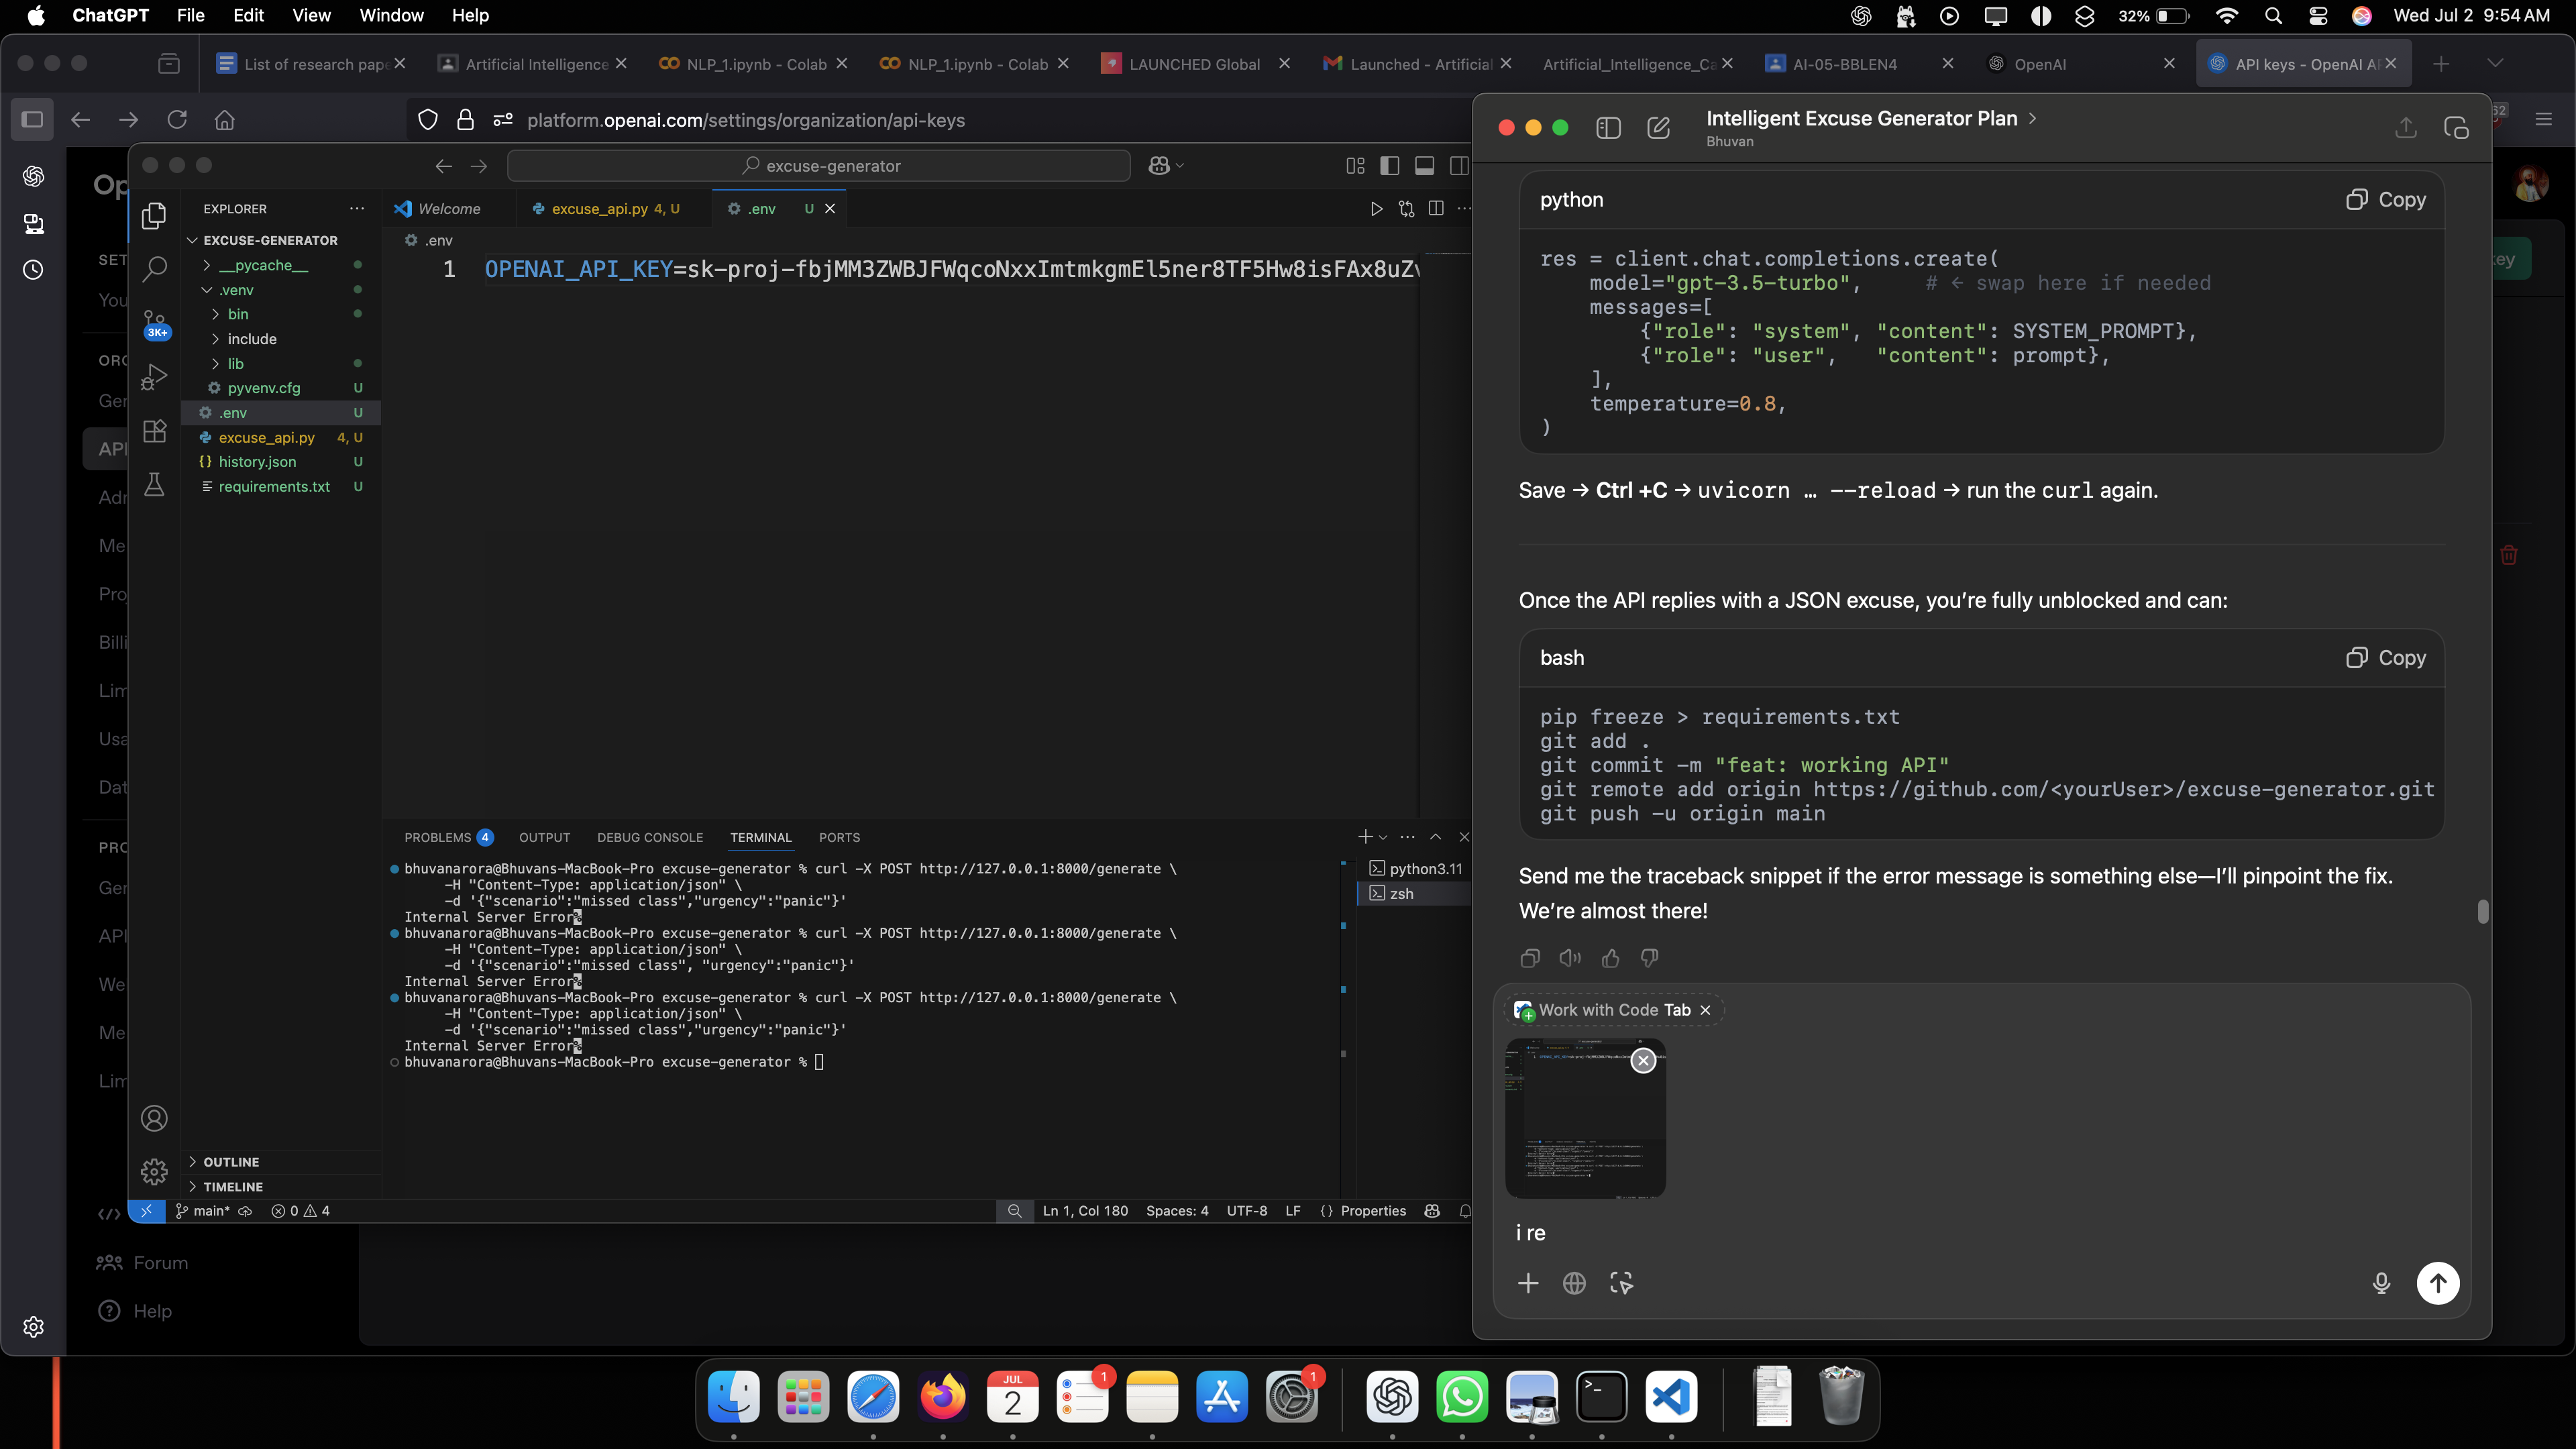 ChatGPT File Edit View Window Help
32% Wed Jul 2 9:54 AM
List of research pape
Artificial Intelligence
NLP_1.ipynb - Colab
NLP_1.ipynb - Colab
LAUNCHED Global
Launched - Artificial
Artificial_Intelligence_Ca
AI-05-BBLEN4
OpenAI
API keys - OpenAI A
platform.openai.com/settings/organization/api-keys
Op
SET
You
ORG
Ger
API
Adr
Me
Pro
Billi
Lim
Usa
Dat
PRO
Ger
API
We
Me
Lim
Forum
Help
excuse-generator
EXPLORER
EXCUSE-GENERATOR
__pycache__
.venv
bin
include
lib
pyvenv.cfg U
.env U
excuse_api.py 4, U
{} history.json U
requirements.txt U
3K+
OUTLINE
TIMELINE
Welcome
excuse_api.py 4, U
.env U
.env
1 OPENAI_API_KEY=
PROBLEMS 4 OUTPUT DEBUG CONSOLE TERMINAL PORTS
python3.11
zsh
bhuvanarora@Bhuvans-MacBook-Pro excuse-generator % curl -X POST http://127.0.0.1:8000/generate \
-H "Content-Type: application/json" \
-d '{"scenario":"missed class","urgency":"panic"}'
Internal Server Error%
bhuvanarora@Bhuvans-MacBook-Pro excuse-generator % curl -X POST http://127.0.0.1:8000/generate \
-H "Content-Type: application/json" \
-d '{"scenario":"missed class", "urgency":"panic"}'
Internal Server Error%
bhuvanarora@Bhuvans-MacBook-Pro excuse-generator % curl -X POST http://127.0.0.1:8000/generate \
-H "Content-Type: application/json" \
-d '{"scenario":"missed class","urgency":"panic"}'
Internal Server Error%
bhuvanarora@Bhuvans-MacBook-Pro excuse-generator %
main* 0 4
Ln 1, Col 180 Spaces: 4 UTF-8 LF {} Properties
Intelligent Excuse Generator Plan >
Bhuvan
python Copy
res = client.chat.completions.create(
model="gpt-3.5-turbo", # ← swap here if needed
messages=[
{"role": "system", "content": SYSTEM_PROMPT},
{"role": "user", "content": prompt},
],
temperature=0.8,
)
Save → Ctrl +C → uvicorn … --reload → run the curl again.
Once the API replies with a JSON excuse, you’re fully unblocked and can:
bash Copy
pip freeze > requirements.txt
git add .
git commit -m "feat: working API"
git remote add origin https://github.com/<yourUser>/excuse-generator.git
git push -u origin main
Send me the traceback snippet if the error message is something else—I’ll pinpoint the fix.
We’re almost there!
Work with Code Tab
i re
ey
JUL
2
1
1